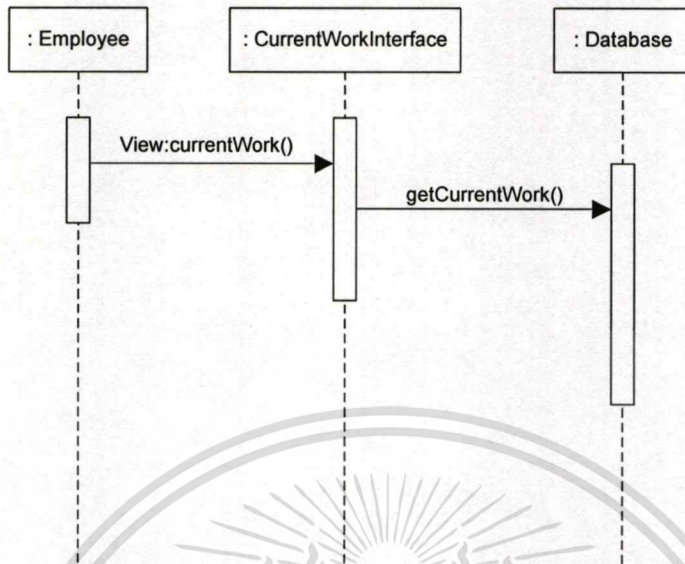 : Employee
: CurrentWorkInterface
: Database
View:currentWork()
getCurrentWork()